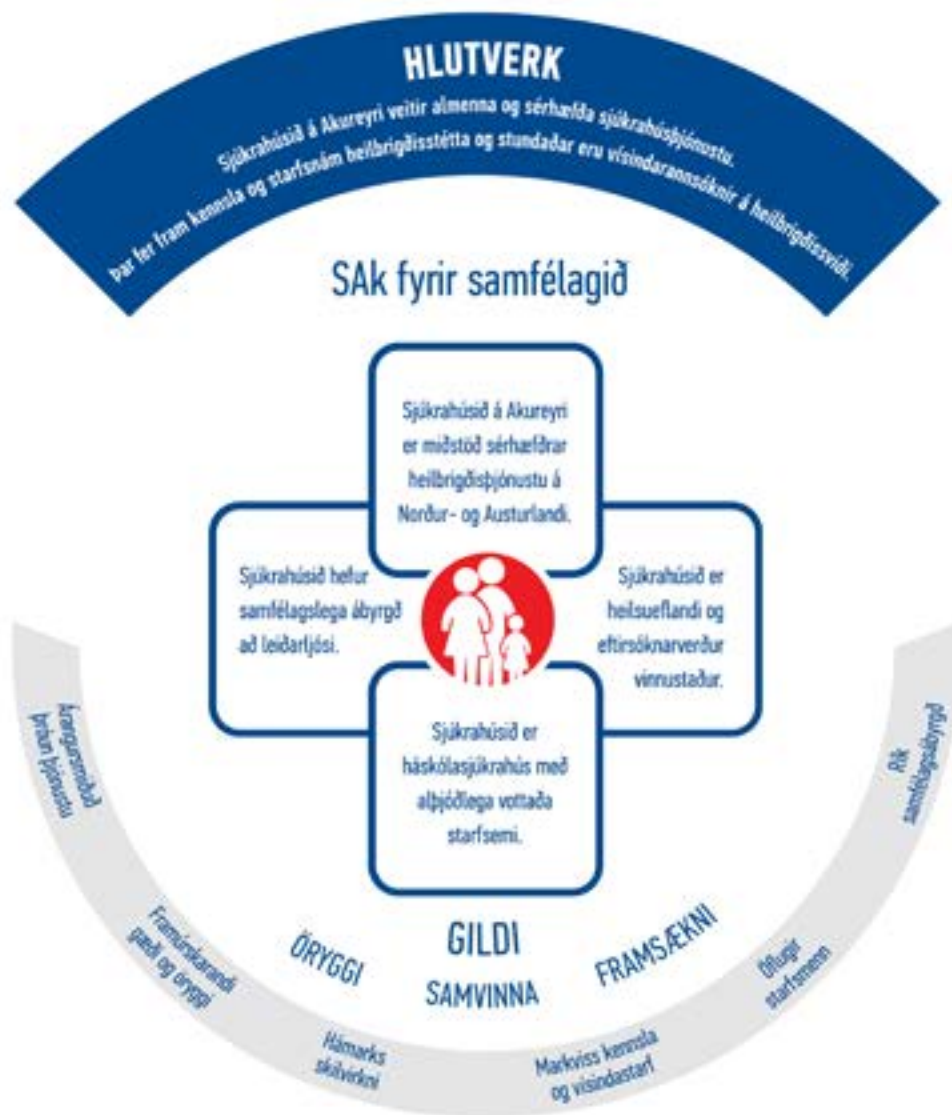 HLUTVERK
Sjúkrahúsið á Akureyri veitir almenna og sérhæfða sjúkrahúsþjónustu.
Þar fer fram kennsla og starfsnám heilbrigðisstétta og stundaðar eru vísindarannsóknir á heilbrigðissviði.
SAk fyrir samfélagið
Sjúkrahúsið á Akureyri
er miðstöð sérhæfðrar
heilbrigðisþjónustu á
Norður- og Austurlandi.
Sjúkrahúsið hefur
samfélagslega ábyrgð
að leiðarljósi.
Sjúkrahúsið er
heilsueflandi og
eftirsóknarverður
vinnustaður.
Sjúkrahúsið er
háskólasjúkrahús með
alþjóðlega vottaða
starfsemi.
GILDI
ÖRYGGI
SAMVINNA
FRAMSÆKNI
Árangursmiðuð
þróun þjónustu
Framúrskarandi
gæði og öryggi
Hámarks
skilvirkni
Markviss kennsla
og vísindastarf
Öflugir
starfsmenn
Rík
samfélagsábyrgð